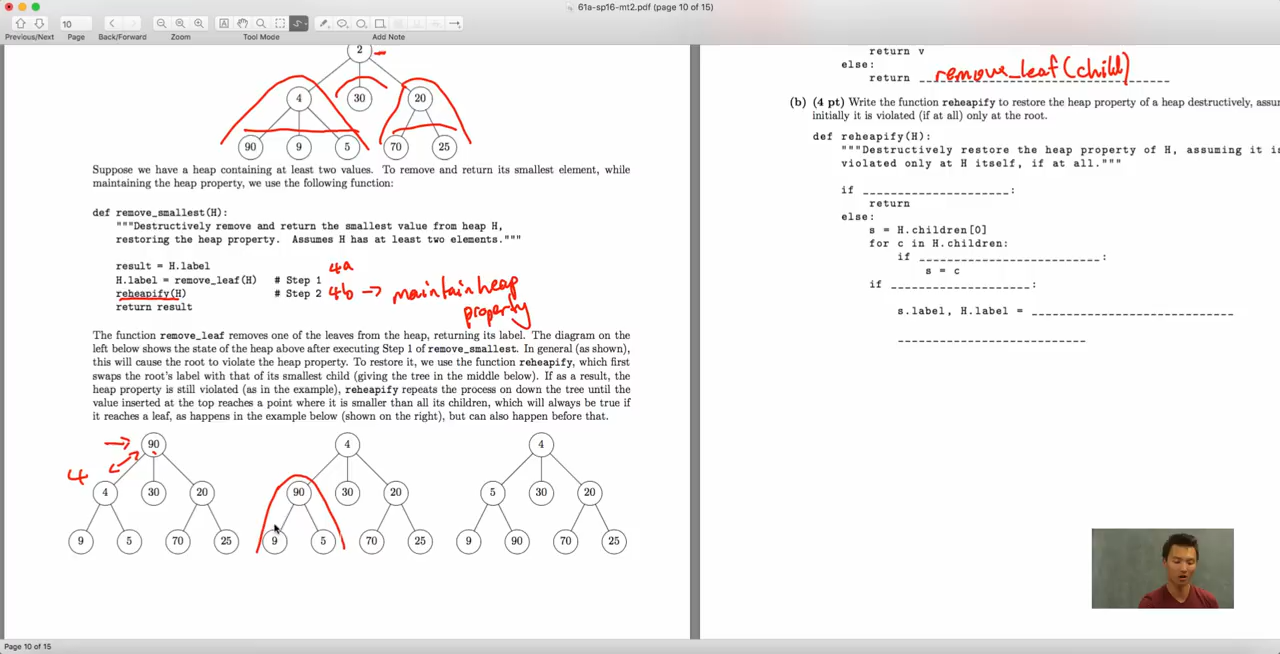 61a-sp16-mt2.pdf (page 10 of 15)
10
Previous/Next Page Back/Forward Zoom Tool Mode Add Note
2
4 30 20
90 9 5 70 25
Suppose we have a heap containing at least two values. To remove and return its smallest element, while
maintaining the heap property, we use the following function:
def remove_smallest(H):
"""Destructively remove and return the smallest value from heap H,
restoring the heap property. Assumes H has at least two elements."""
result = H.label 4a
H.label = remove_leaf(H) # Step 1
reheapify(H) # Step 2 4b → maintain heap
property
return result
The function remove_leaf removes one of the leaves from the heap, returning its label. The diagram on the
left below shows the state of the heap above after executing Step 1 of remove_smallest. In general (as shown),
this will cause the root to violate the heap property. To restore it, we use the function reheapify, which first
swaps the root's label with that of its smallest child (giving the tree in the middle below). If as a result, the
heap property is still violated (as in the example), reheapify repeats the process on down the tree until the
value inserted at the top reaches a point where it is smaller than all its children, which will always be true if
it reaches a leaf, as happens in the example below (shown on the right), but can also happen before that.
90 4 4
4
4 30 20 90 30 20 5 30 20
9 5 70 25 9 5 70 25 9 90 70 25
return v
else:
return remove_leaf(child)
(b) (4 pt) Write the function reheapify to restore the heap property of a heap destructively, assu
initially it is violated (if at all) only at the root.
def reheapify(H):
"""Destructively restore the heap property of H, assuming it is
violated only at H itself, if at all."""
if ______________________:
return
else:
s = H.children[0]
for c in H.children:
if ___________________________:
s = c
if _____________________:
s.label, H.label = ______________________________
____________________________
Page 10 of 15